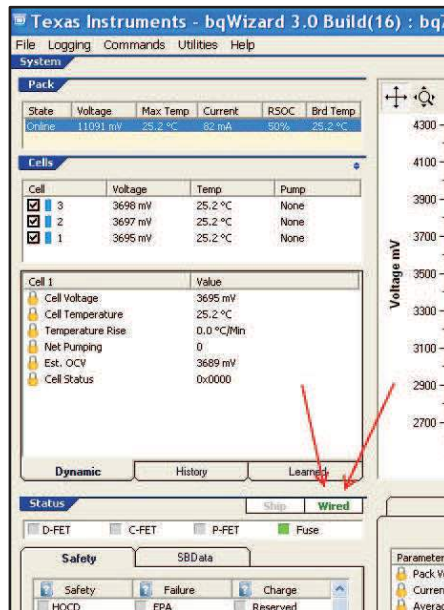 Texas Instruments - bqWizard 3.0 Build(16) : bq
File Logging Commands Utilities Help
System
Pack
State Voltage Max Temp Current RSOC Brd Temp
Online 11091 mV 25.2 °C 82 mA 50% 25.2 °C
Cells
Cell Voltage Temp Pump
3 3698 mV 25.2 °C None
2 3697 mV 25.2 °C None
1 3695 mV 25.2 °C None
Cell 1 Value
Cell Voltage 3695 mV
Cell Temperature 25.2 °C
Temperature Rise 0.0 °C/Min
Net Pumping 0
Est. OCV 3689 mV
Cell Status 0x0000
Dynamic History Learned
Status Ship Wired
D-FET C-FET P-FET Fuse
Safety SBData
Safety Failure Charge
HOCD FPA Reserved
4300
4100
3900
3700
3500
3300
3100
2900
2700
Voltage mV
Parameter
Pack V
Curren
Avera